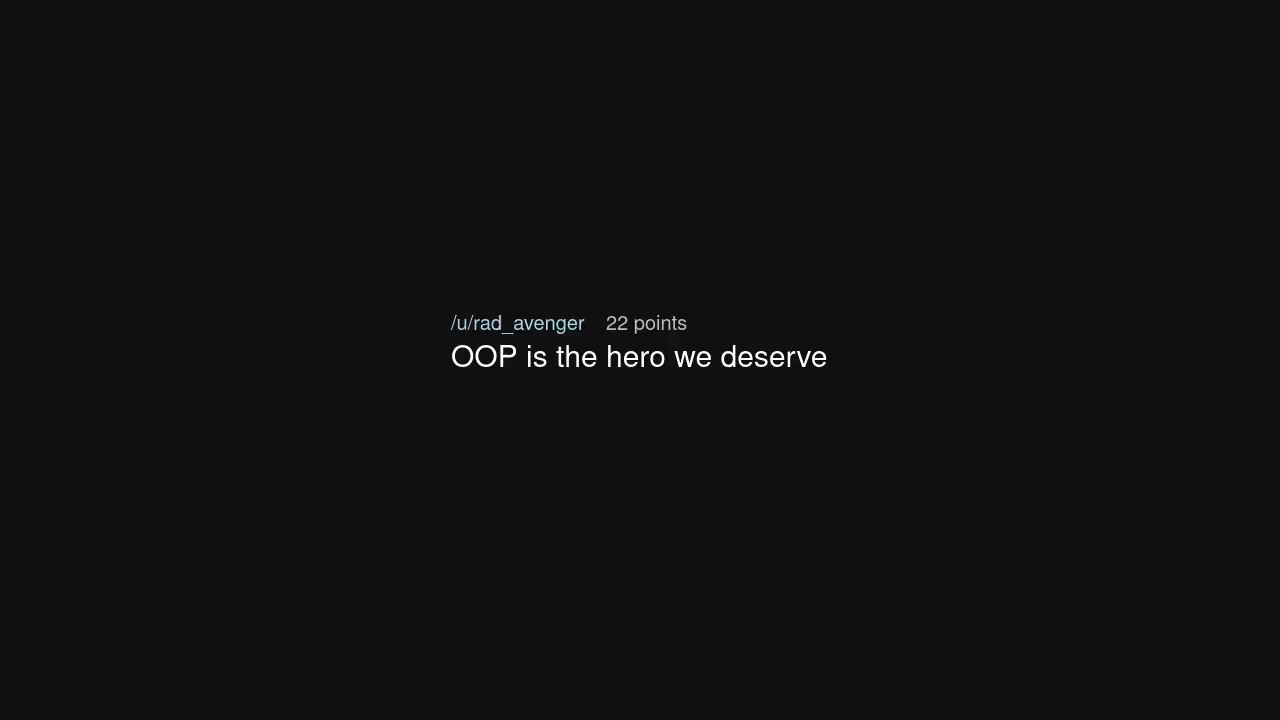 /u/rad_avenger 22 points
OOP is the hero we deserve